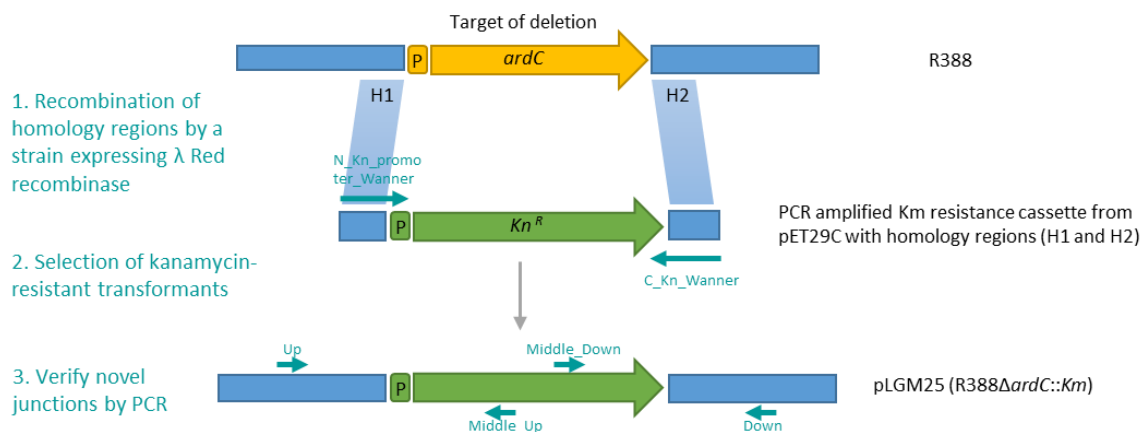 Target of deletion
P
ardC
R388
H1
H2
1. Recombination of
homology regions by a
strain expressing λ Red
recombinase
N_Kn_promo
ter_Wanner
P
Kn R
PCR amplified Km resistance cassette from
pET29C with homology regions (H1 and H2)
C_Kn_Wanner
2. Selection of kanamycin-
resistant transformants
Up
Middle_Down
3. Verify novel
junctions by PCR
P
pLGM25 (R388ΔardC::Km)
Middle_Up
Down